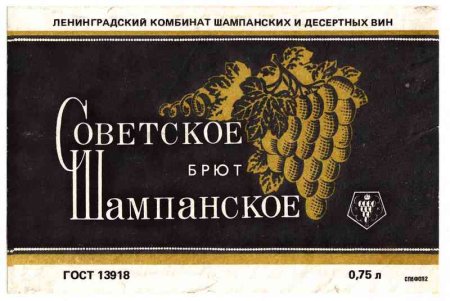 ЛЕНИНГРАДСКИЙ КОМБИНАТ ШАМПАНСКИХ И ДЕСЕРТНЫХ ВИН
Советское
БРЮТ
Шампанское
ГОСТ 13918
0,75 л